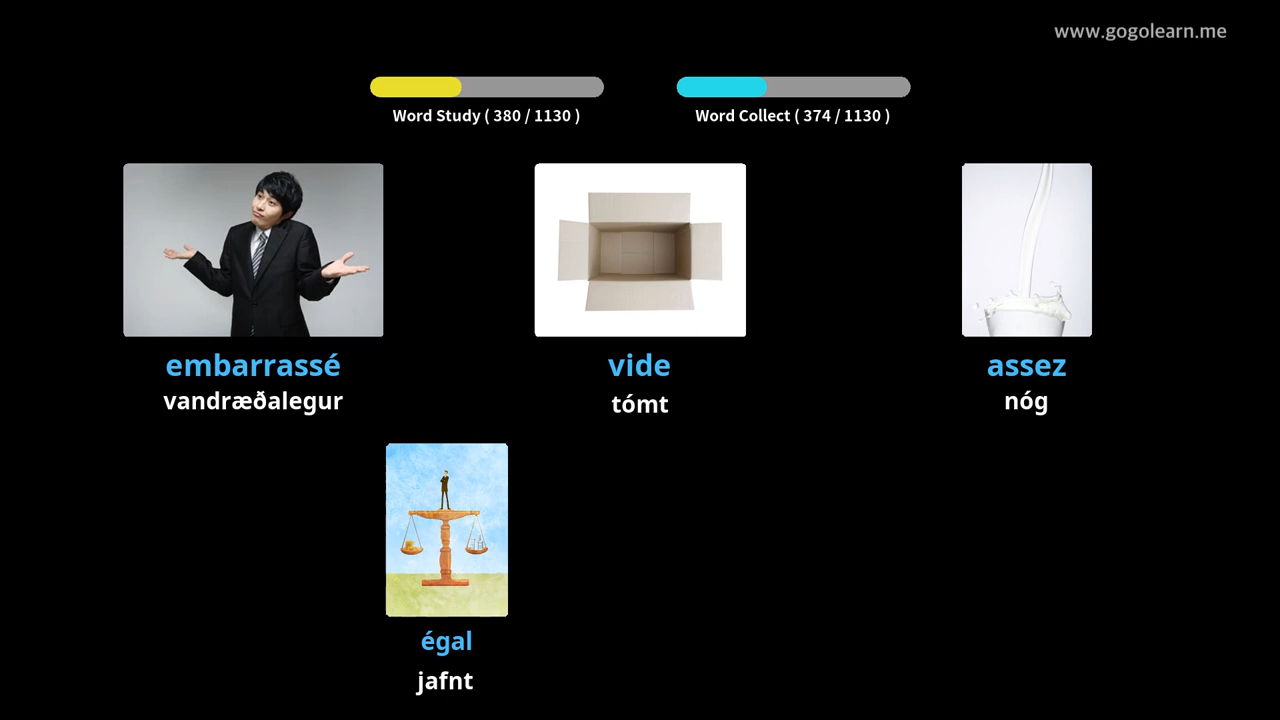 www.gogolearn.me
Word Study ( 380 / 1130 )
Word Collect ( 374 / 1130 )
embarrassé
vandræðalegur
vide
tómt
assez
nóg
égal
jafnt